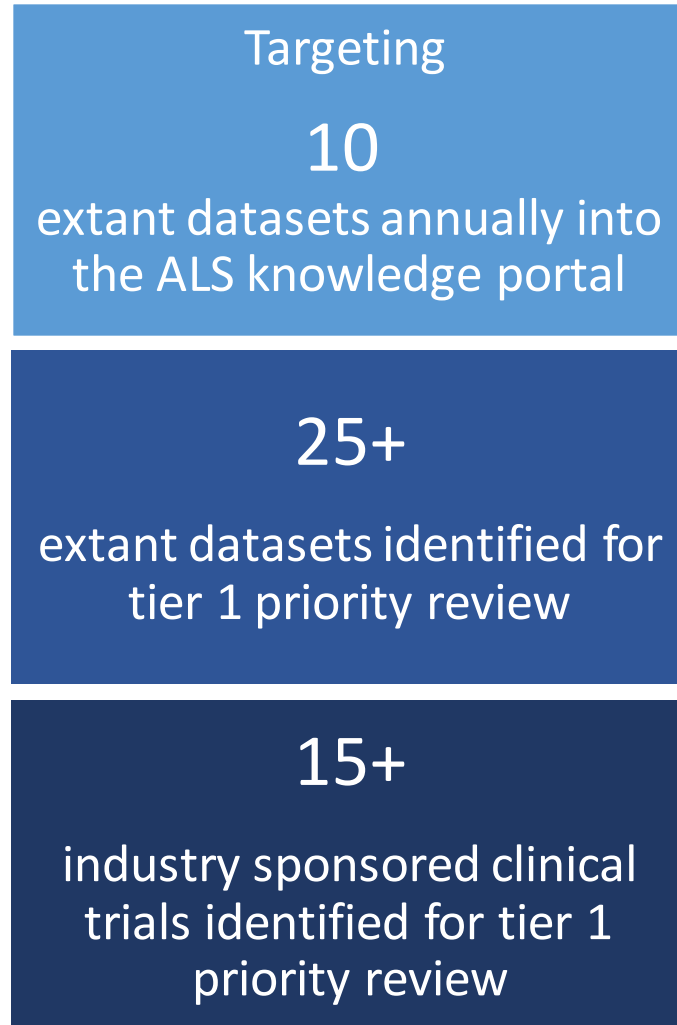 Targeting
10
extant datasets annually into
the ALS knowledge portal
25+
extant datasets identified for
tier 1 priority review
15+
industry sponsored clinical
trials identified for tier 1
priority review